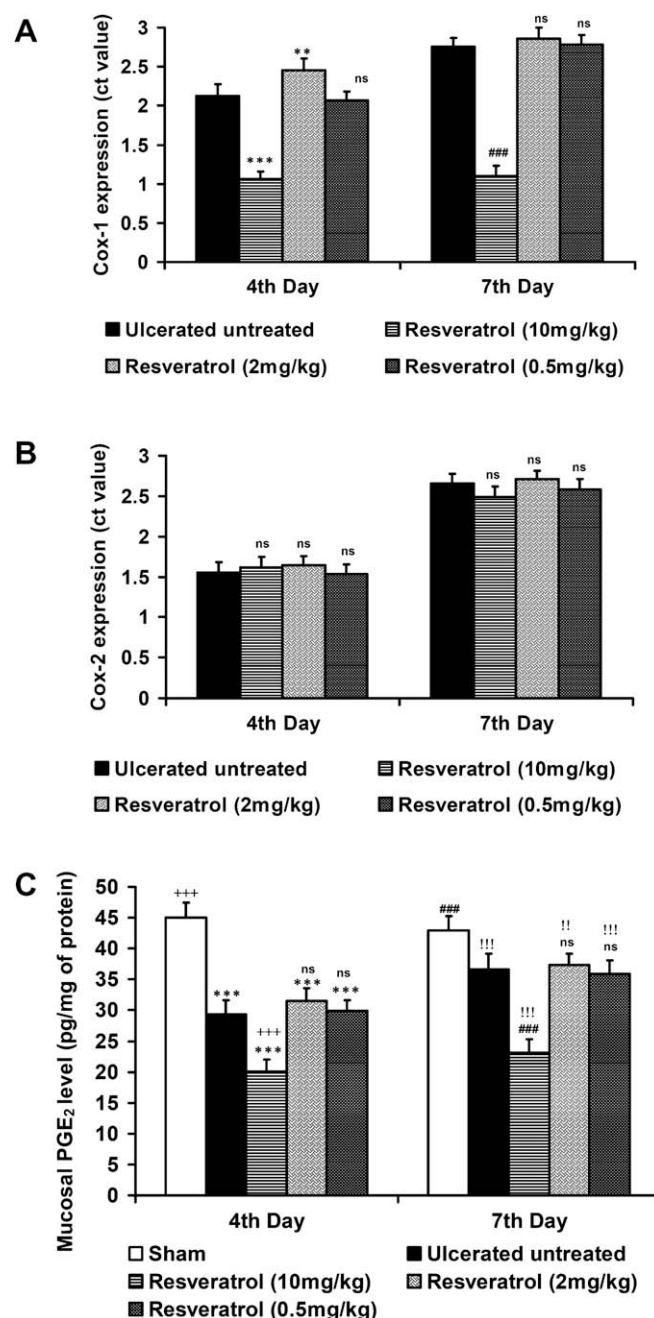 A
Cox-1 expression (ct value)
3
2.5
2
1.5
1
0.5
0
***
**
ns
###
ns
ns
4th Day 7th Day
Ulcerated untreated Resveratrol (10mg/kg)
Resveratrol (2mg/kg) Resveratrol (0.5mg/kg)
B
Cox-2 expression (ct value)
3
2.5
2
1.5
1
0.5
0
ns
ns
ns
ns
ns
ns
4th Day 7th Day
Ulcerated untreated Resveratrol (10mg/kg)
Resveratrol (2mg/kg) Resveratrol (0.5mg/kg)
C
Mucosal PGE₂ level (pg/mg of protein)
50
45
40
35
30
25
20
15
10
5
0
+++
***
+++
***
ns
***
ns
***
###
!!!
!!!
###
!!
ns
!!!
ns
4th Day 7th Day
Sham Ulcerated untreated
Resveratrol (10mg/kg) Resveratrol (2mg/kg)
Resveratrol (0.5mg/kg)